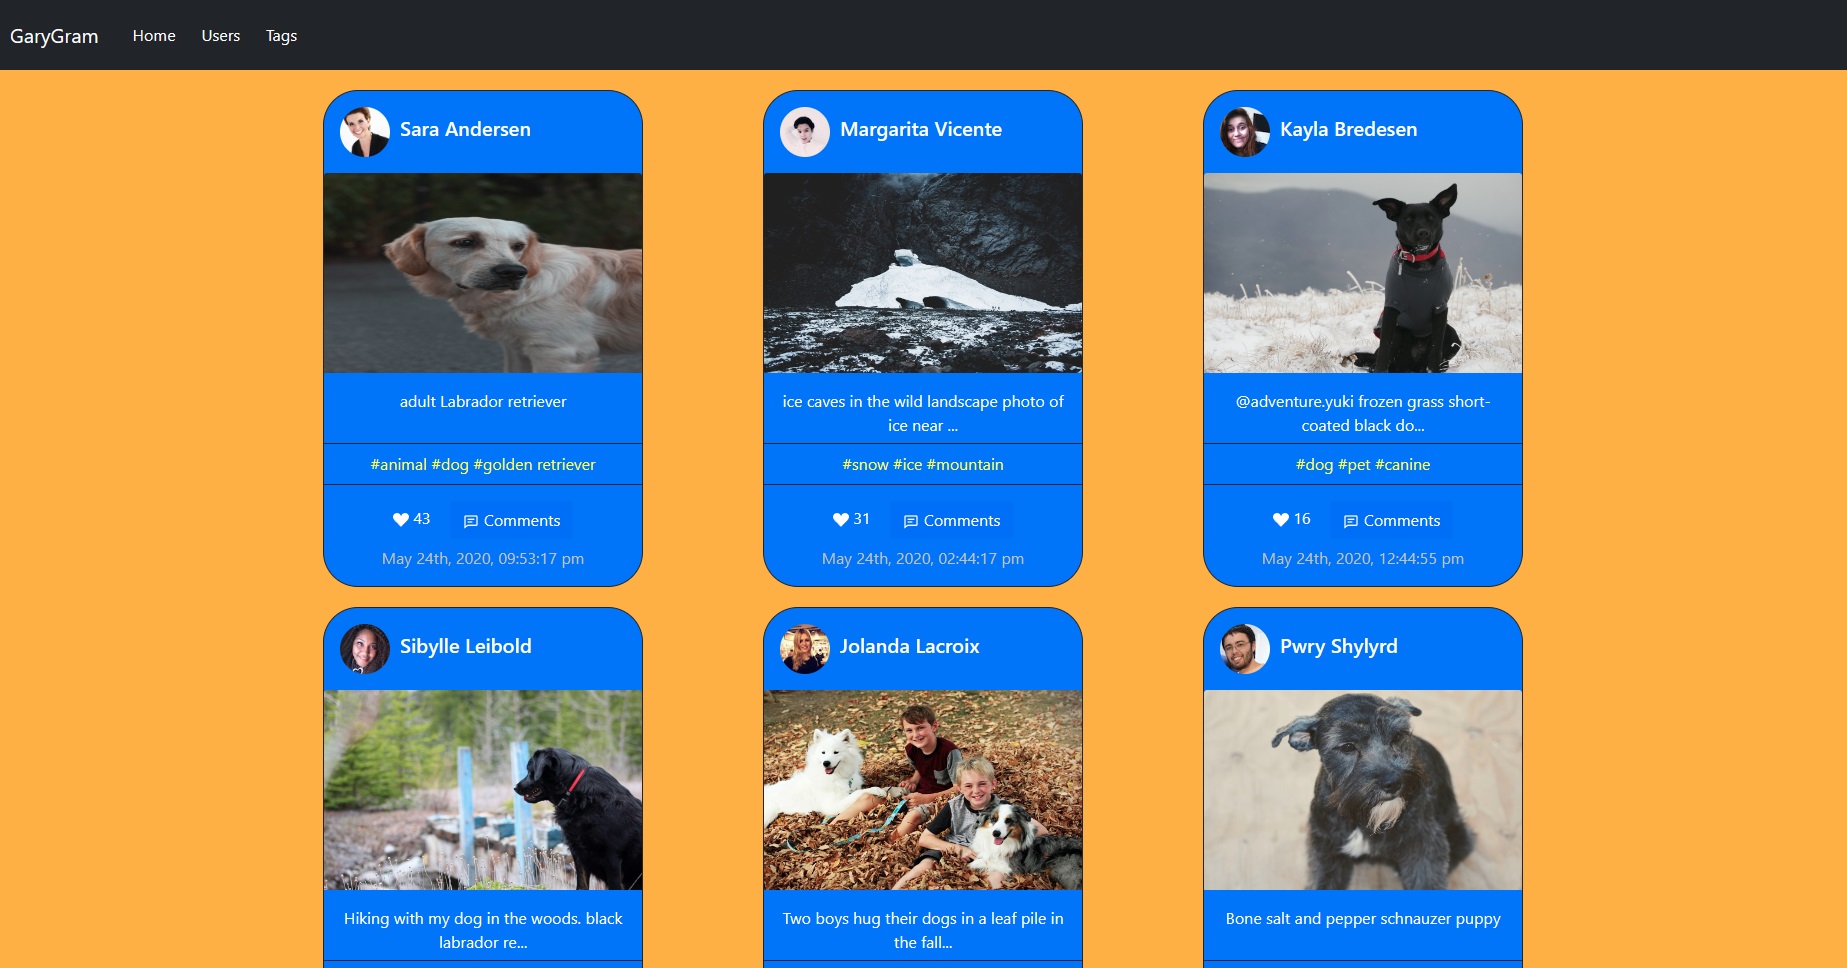 GaryGram Home Users Tags
Sara Andersen
adult Labrador retriever
#animal #dog #golden retriever
43 Comments
May 24th, 2020, 09:53:17 pm
Margarita Vicente
ice caves in the wild landscape photo of
ice near ...
#snow #ice #mountain
31 Comments
May 24th, 2020, 02:44:17 pm
Kayla Bredesen
@adventure.yuki frozen grass short-
coated black do...
#dog #pet #canine
16 Comments
May 24th, 2020, 12:44:55 pm
Sibylle Leibold
Hiking with my dog in the woods. black
labrador re...
Jolanda Lacroix
Two boys hug their dogs in a leaf pile in
the fall...
Pwry Shylyrd
Bone salt and pepper schnauzer puppy